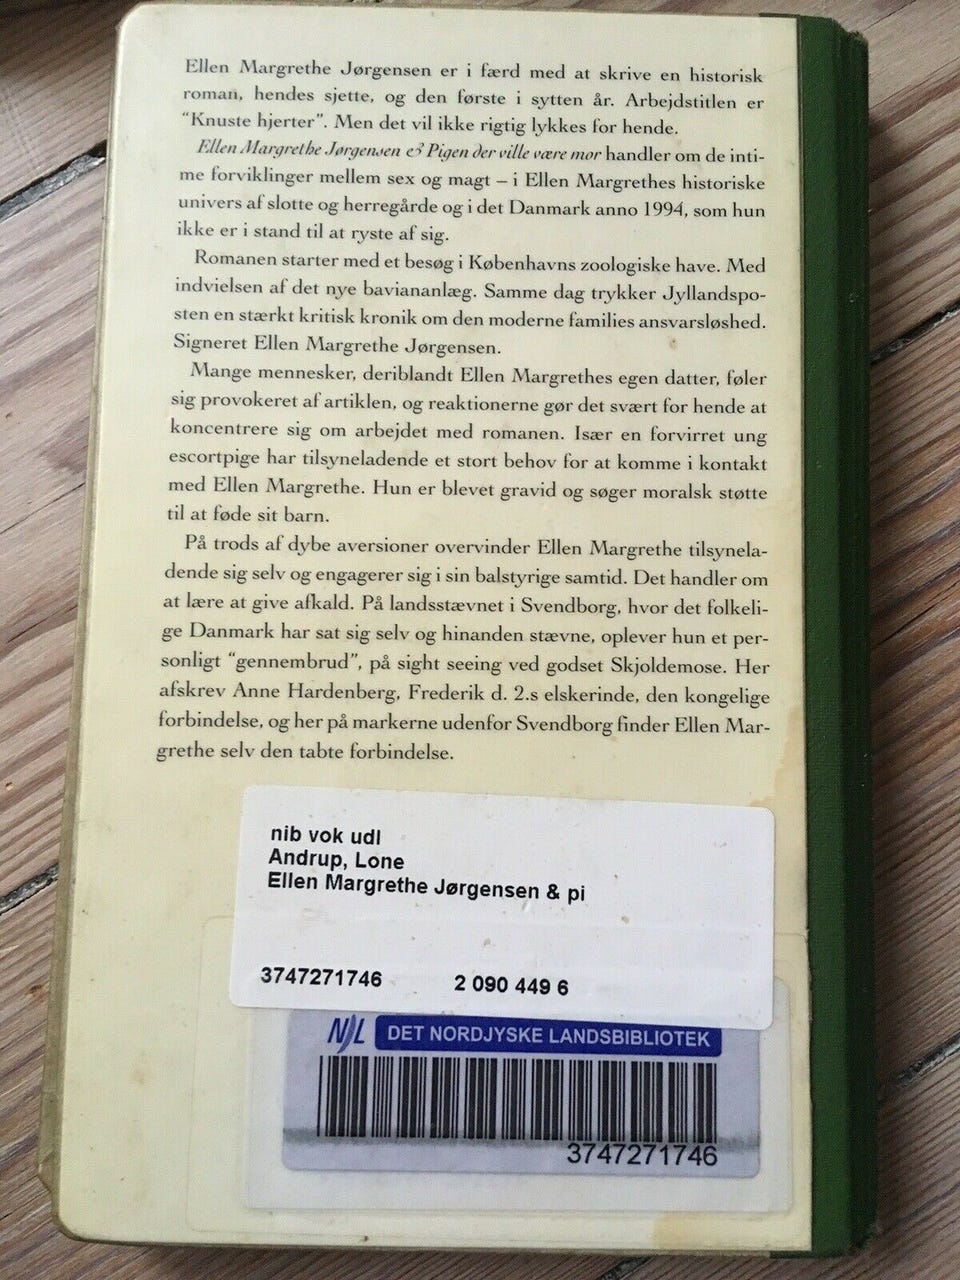 Ellen Margrethe Jørgensen er i færd med at skrive en historisk
roman, hendes sjette, og den første i sytten år. Arbejdstitlen er
"Knuste hjerter". Men det vil ikke rigtig lykkes for hende.
Ellen Margrethe Jørgensen & Pigen der ville være mor handler om de inti-
me forviklinger mellem sex og magt – i Ellen Margrethes historiske
univers af slotte og herregårde og i det Danmark anno 1994, som hun
ikke er i stand til at ryste af sig.
Romanen starter med et besøg i Københavns zoologiske have. Med
indvielsen af det nye baviananlæg. Samme dag trykker Jyllandspo-
sten en stærkt kritisk kronik om den moderne families ansvarsløshed.
Signeret Ellen Margrethe Jørgensen.
Mange mennesker, deriblandt Ellen Margrethes egen datter, føler
sig provokeret af artiklen, og reaktionerne gør det svært for hende at
koncentrere sig om arbejdet med romanen. Især en forvirret ung
escortpige har tilsyneladende et stort behov for at komme i kontakt
med Ellen Margrethe. Hun er blevet gravid og søger moralsk støtte
til at føde sit barn.
På trods af dybe aversioner overvinder Ellen Margrethe tilsynela-
dende sig selv og engagerer sig i sin balstyrige samtid. Det handler om
at lære at give afkald. På landsstævnet i Svendborg, hvor det folkeli-
ge Danmark har sat sig selv og hinanden stævne, oplever hun et per-
sonligt "gennembrud", på sight seeing ved godset Skjoldemose. Her
afskrev Anne Hardenberg, Frederik d. 2.s elskerinde, den kongelige
forbindelse, og her på markerne udenfor Svendborg finder Ellen Mar-
grethe selv den tabte forbindelse.
nib vok udl
Andrup, Lone
Ellen Margrethe Jørgensen & pi
3747271746 2 090 449 6
NJL DET NORDJYSKE LANDSBIBLIOTEK
3747271746